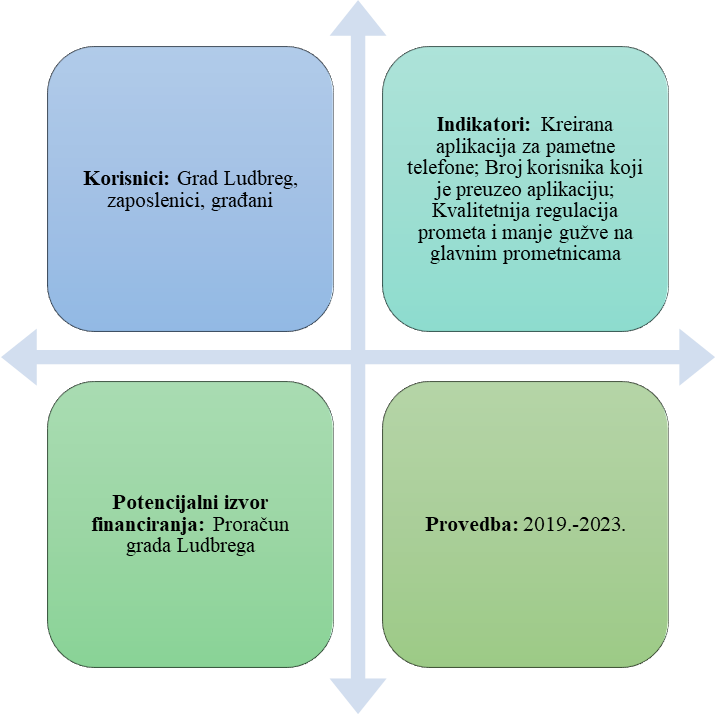 Korisnici: Grad Ludbreg,
zaposlenici, građani
Indikatori: Kreirana
aplikacija za pametne
telefone; Broj korisnika koji
je preuzeo aplikaciju;
Kvalitetnija regulacija
prometa i manje gužve na
glavnim prometnicama
Potencijalni izvor
financiranja: Proračun
grada Ludbrega
Provedba: 2019.-2023.